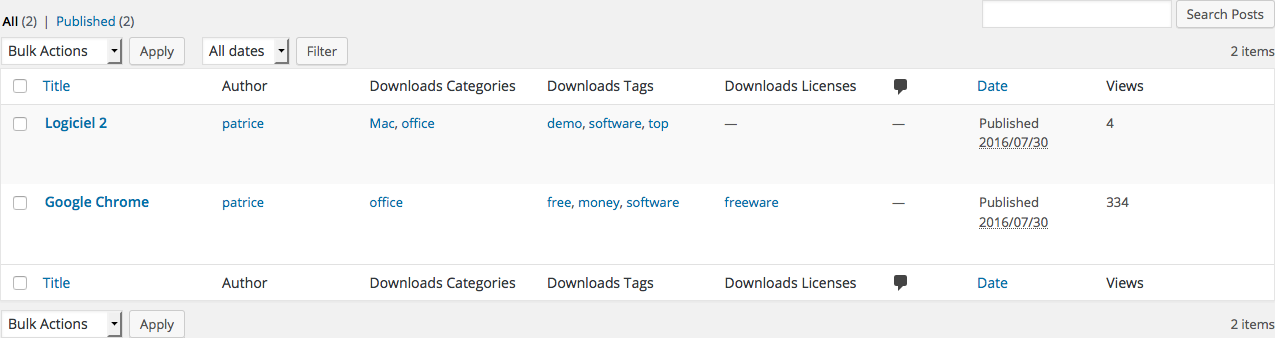 All (2) | Published (2) Search Posts
Bulk Actions Apply All dates Filter 2 items
Title Author Downloads Categories Downloads Tags Downloads Licenses Date Views
Logiciel 2 patrice Mac, office demo, software, top — — Published 4
2016/07/30
Google Chrome patrice office free, money, software freeware — Published 334
2016/07/30
Title Author Downloads Categories Downloads Tags Downloads Licenses Date Views
Bulk Actions Apply 2 items